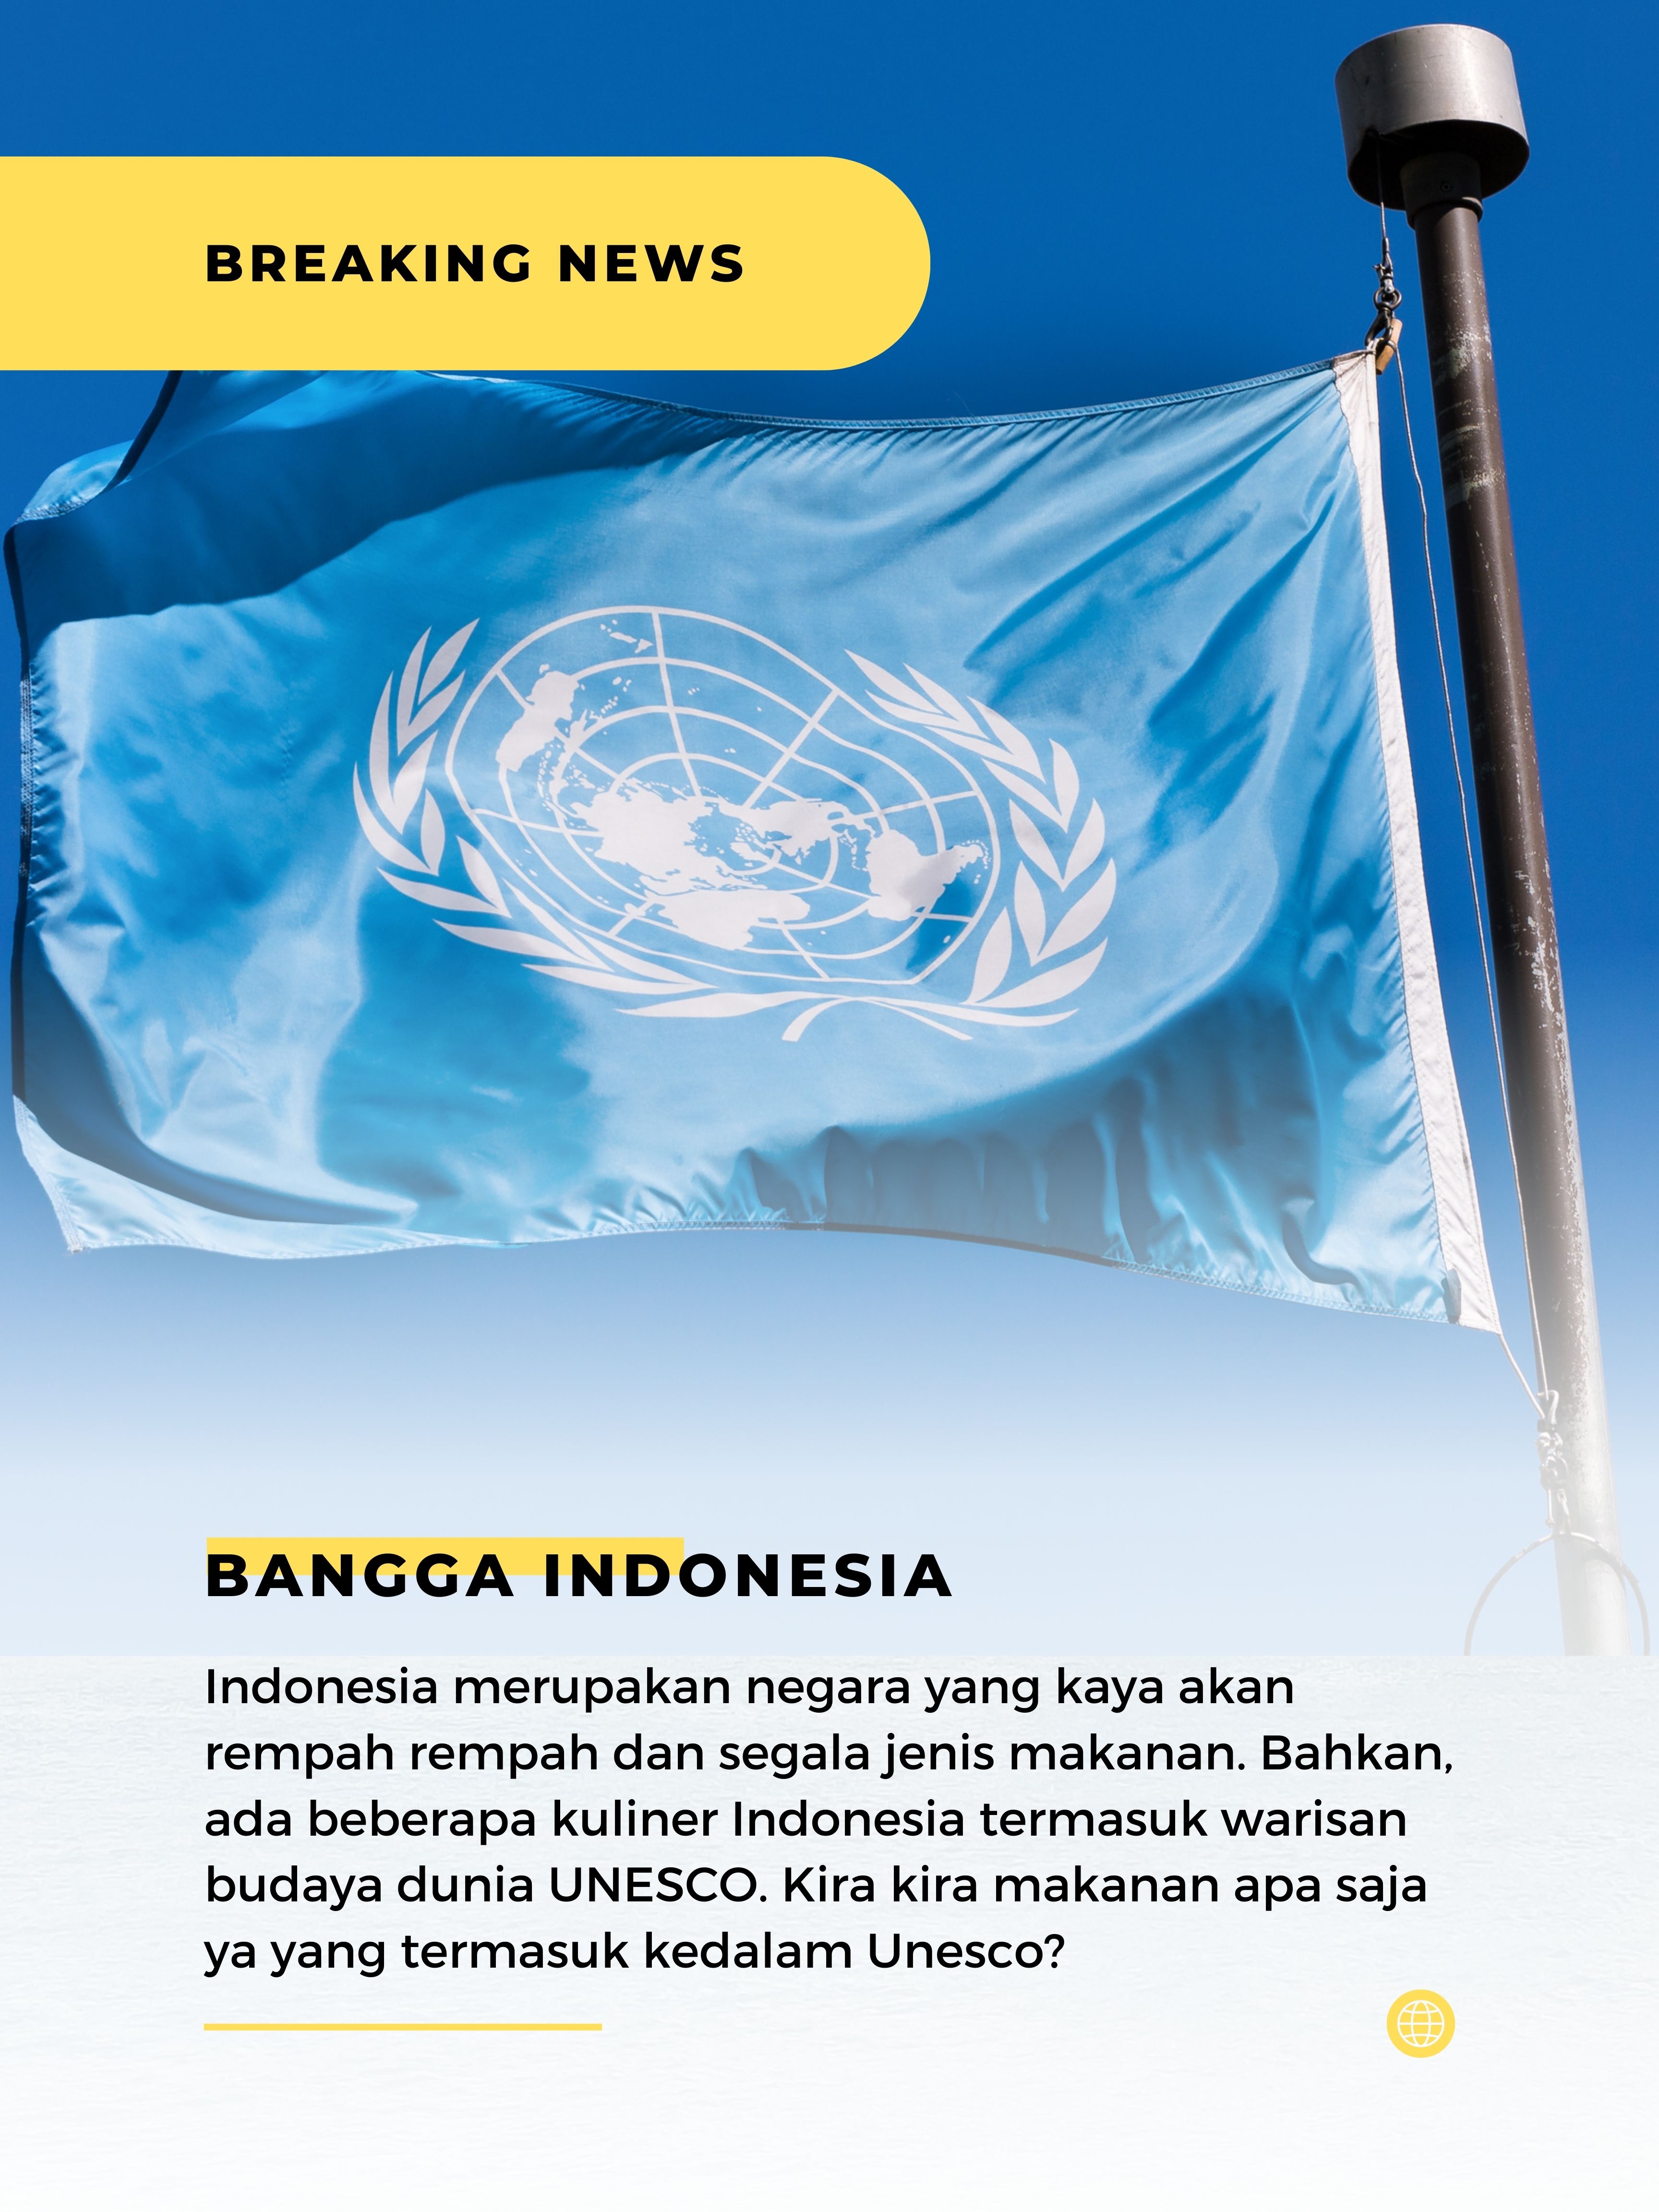 BREAKING NEWS
BANGGA INDONESIA
Indonesia merupakan negara yang kaya akan
rempah rempah dan segala jenis makanan. Bahkan,
ada beberapa kuliner Indonesia termasuk warisan
budaya dunia UNESCO. Kira kira makanan apa saja
ya yang termasuk kedalam Unesco?